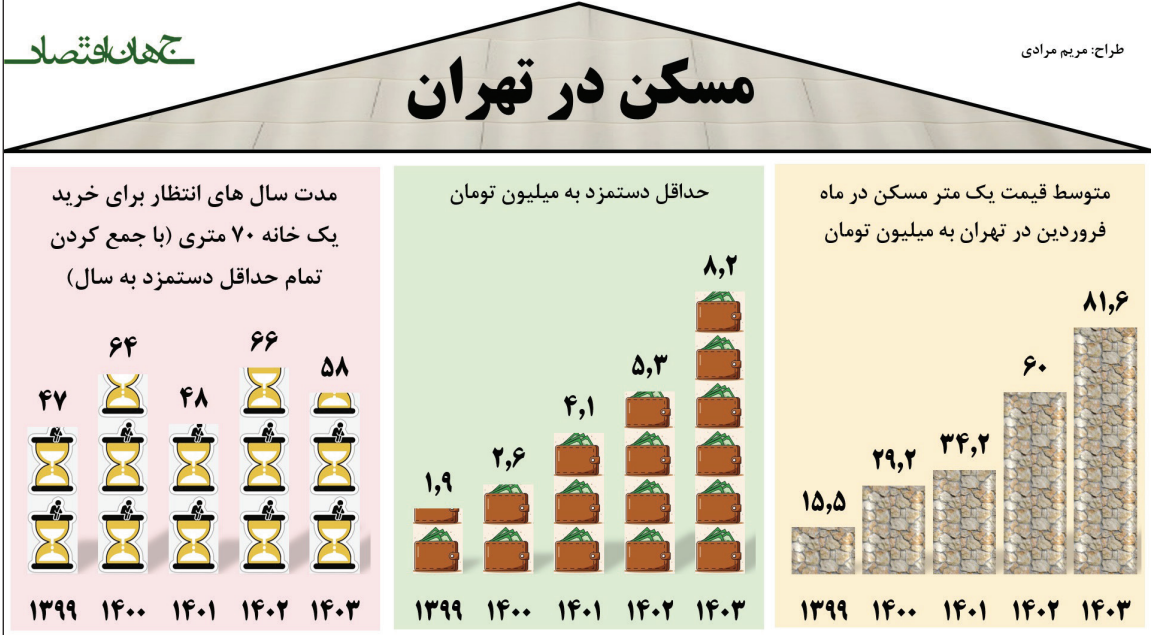 جهان‌اقتصاد
طراح: مریم مرادی
مسکن در تهران
متوسط قیمت یک متر مسکن در ماه
فروردین در تهران به میلیون تومان
۱۵,۵
۲۹,۲
۳۴,۲
۶۰
۸۱,۶
۱۳۹۹ ۱۴۰۰ ۱۴۰۱ ۱۴۰۲ ۱۴۰۳
حداقل دستمزد به میلیون تومان
۱,۹
۲,۶
۴,۱
۵,۳
۸,۲
۱۳۹۹ ۱۴۰۰ ۱۴۰۱ ۱۴۰۲ ۱۴۰۳
مدت سال های انتظار برای خرید
یک خانه ۷۰ متری (با جمع کردن
تمام حداقل دستمزد به سال)
۴۷
۶۴
۴۸
۶۶
۵۸
۱۳۹۹ ۱۴۰۰ ۱۴۰۱ ۱۴۰۲ ۱۴۰۳